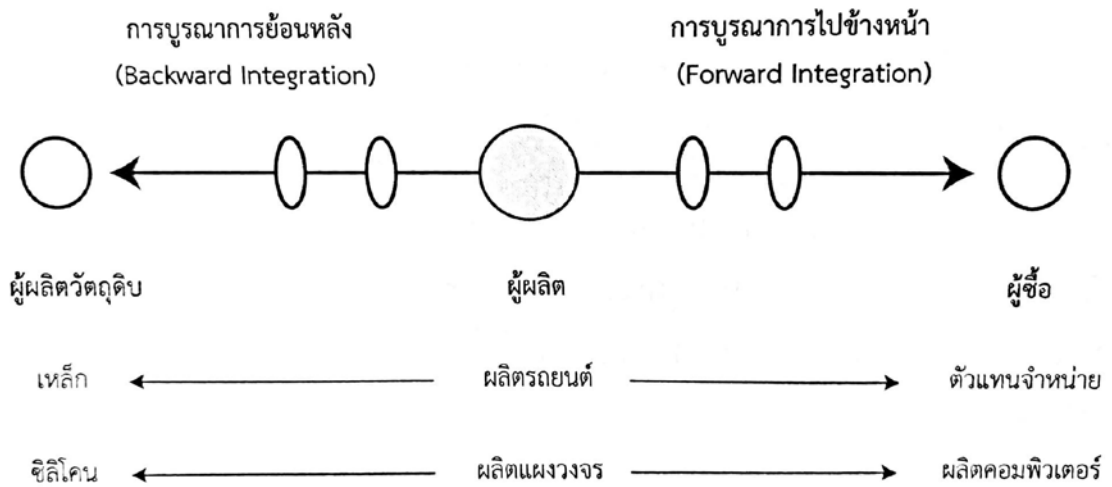 การบูรณาการย้อนหลัง
(Backward Integration)
การบูรณาการไปข้างหน้า
(Forward Integration)
ผู้ผลิตวัตถุดิบ
ผู้ผลิต
ผู้ซื้อ
เหล็ก
ผลิตรถยนต์
ตัวแทนจำหน่าย
ซิลิโคน
ผลิตแผงวงจร
ผลิตคอมพิวเตอร์